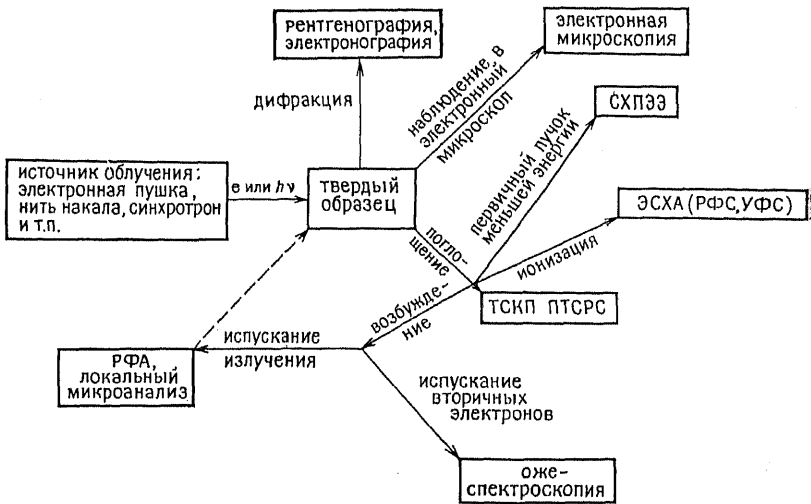 рентгенография,
электронография
электронная
микроскопия
дифракция
наблюдение в
электронный
микроскоп
СХПЭЭ
первичный пучок
меньшей энергии
источник облучения:
электронная пушка,
нить накала, синхротрон
и т.п.
e или hν
твердый
образец
ЭСХА (РФС, УФС)
погло-
щение
ионизация
ТСКП ПТСРС
возбужде-
ние
испускание
излучения
РФА,
локальный
микроанализ
испускание
вторичных
электронов
оже-
спектроскопия